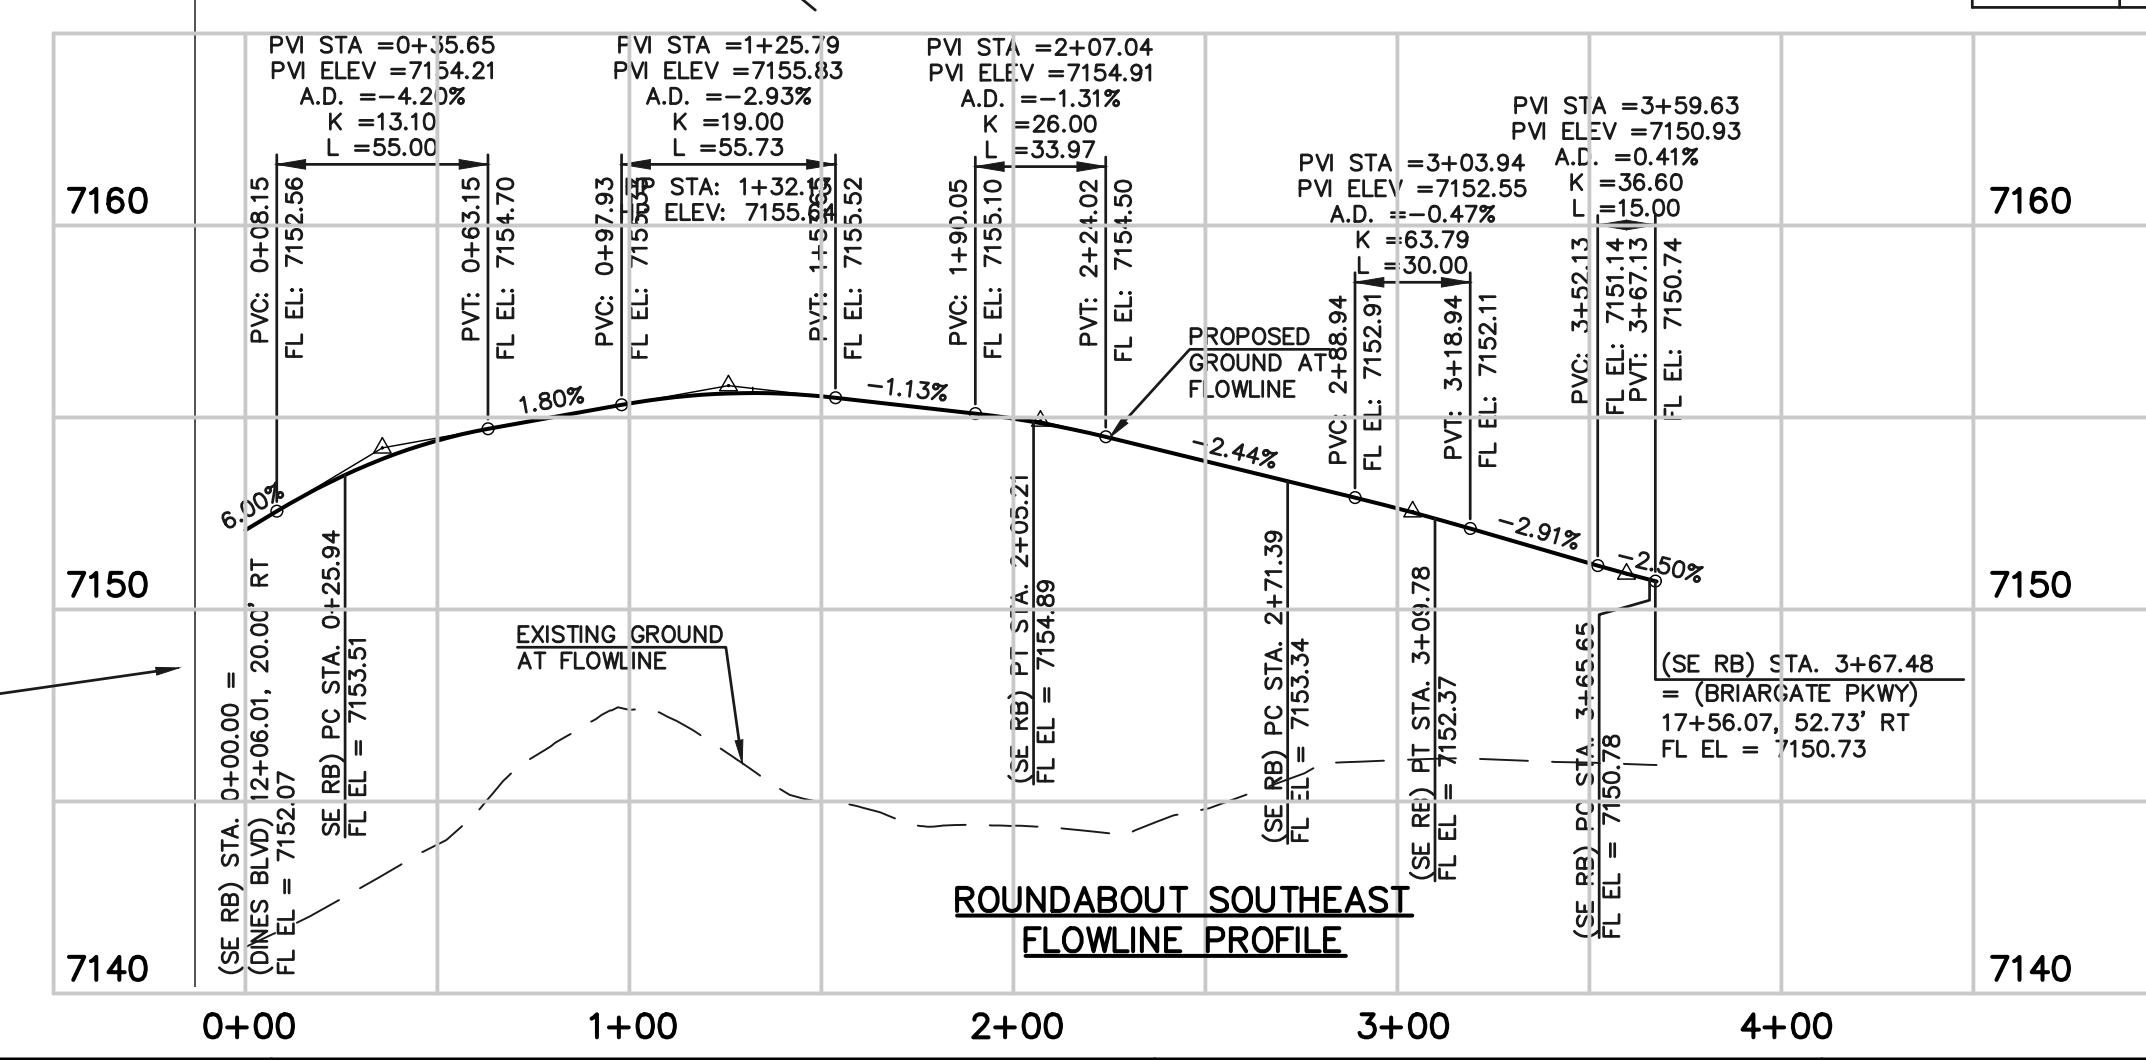 PVI STA =0+35.65
PVI ELEV =7154.21
A.D. =-4.20%
K =13.10
L =55.00
PVI STA =1+25.79
PVI ELEV =7155.83
A.D. =-2.93%
K =19.00
L =55.73
STA: 1+32.13
ELEV: 7155.64
PVI STA =2+07.04
PVI ELEV =7154.91
A.D. =-1.31%
K =26.00
L =33.97
PVI STA =3+03.94
PVI ELEV =7152.55
A.D. =-0.47%
K =63.79
L =30.00
PVI STA =3+59.63
PVI ELEV =7150.93
A.D. =0.41%
K =36.60
L =15.00
7160
7160
PVC: 0+08.15
FL EL: 7152.56
PVT: 0+63.15
FL EL: 7154.70
PVC: 0+97.93
FL EL:
PVT:
FL EL: 7155.52
PVC: 1+90.05
FL EL: 7155.10
PVT: 2+24.02
FL EL: 7154.50
PVC: 2+88.94
FL EL: 7152.91
PVT: 3+18.94
FL EL: 7152.11
PVC: 3+52.13
FL EL: 7151.14
PVT: 3+67.13
FL EL: 7150.74
PROPOSED
GROUND AT
FLOWLINE
6.00%
1.80%
-1.13%
-2.44%
-2.91%
-2.50%
7150
7150
(SE RB) STA. 0+00.00 =
(DINES BLVD) 12+06.01, 20.00' RT
FL EL = 7152.07
SE RB) PC STA. 0+25.94
FL EL = 7153.51
EXISTING GROUND
AT FLOWLINE
(SE RB) PT STA. 2+05.21
FL EL = 7154.89
(SE RB) PC STA. 2+71.39
FL EL = 7153.34
(SE RB) PT STA. 3+09.78
FL EL = 7152.37
(SE RB) PC STA. 3+65.65
FL EL = 7150.78
(SE RB) STA. 3+67.48
= (BRIARGATE PKWY)
17+56.07, 52.73' RT
FL EL = 7150.73
ROUNDABOUT SOUTHEAST
FLOWLINE PROFILE
7140
7140
0+00
1+00
2+00
3+00
4+00